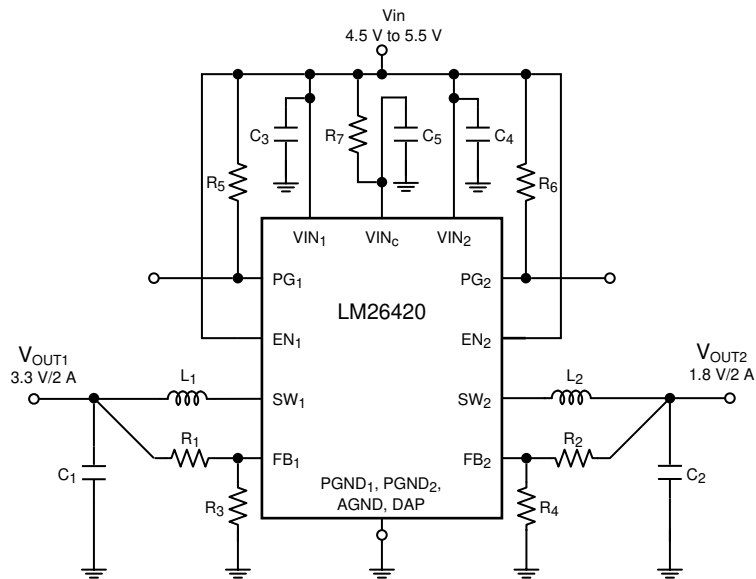 Vin
4.5 V to 5.5 V
C3
R7
C5
C4
R5
R6
VIN1
VINc
VIN2
PG1
PG2
LM26420
EN1
EN2
VOUT1
3.3 V/2 A
L1
SW1
SW2
L2
VOUT2
1.8 V/2 A
R1
FB1
FB2
R2
C1
R3
PGND1, PGND2,
AGND, DAP
R4
C2